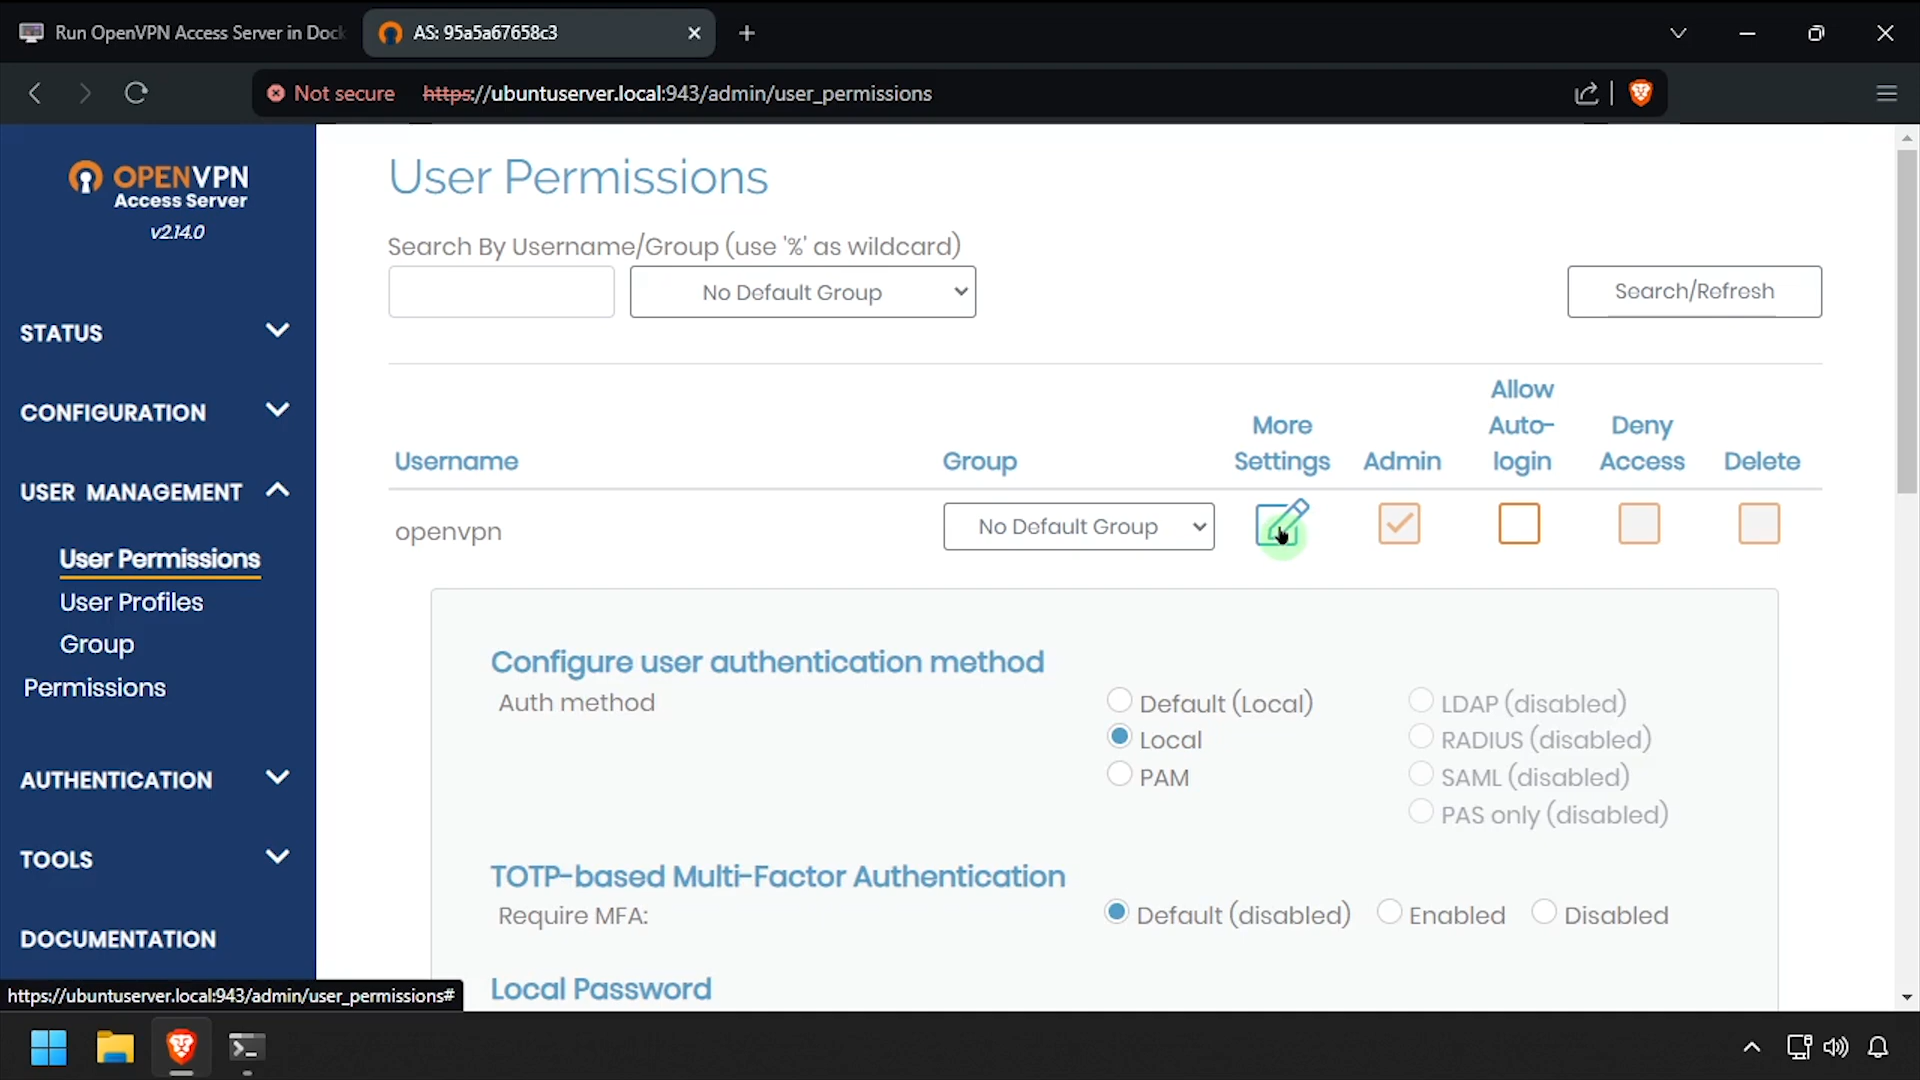 Run OpenVPN Access Server in Dock
AS: 95a5a67658c3
Not secure https://ubuntuserver.local:943/admin/user_permissions
OPENVPN
Access Server
v2.14.0
STATUS
CONFIGURATION
USER MANAGEMENT
User Permissions
User Profiles
Group
Permissions
AUTHENTICATION
TOOLS
DOCUMENTATION
User Permissions
Search By Username/Group (use '%' as wildcard)
No Default Group
Search/Refresh
Username
Group
More
Settings
Admin
Allow
Auto-
login
Deny
Access
Delete
openvpn
No Default Group
Configure user authentication method
Auth method
Default (Local)
Local
PAM
LDAP (disabled)
RADIUS (disabled)
SAML (disabled)
PAS only (disabled)
TOTP-based Multi-Factor Authentication
Require MFA:
Default (disabled)
Enabled
Disabled
Local Password
https://ubuntuserver.local:943/admin/user_permissions#